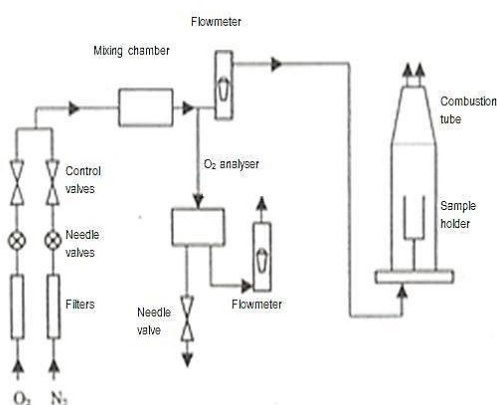 Flowmeter
Mixing chamber
Combustion
tube
O₂ analyser
Control
valves
Sample
holder
Needle
valves
Filters
Needle
valve
Flowmeter
O₂ N₂